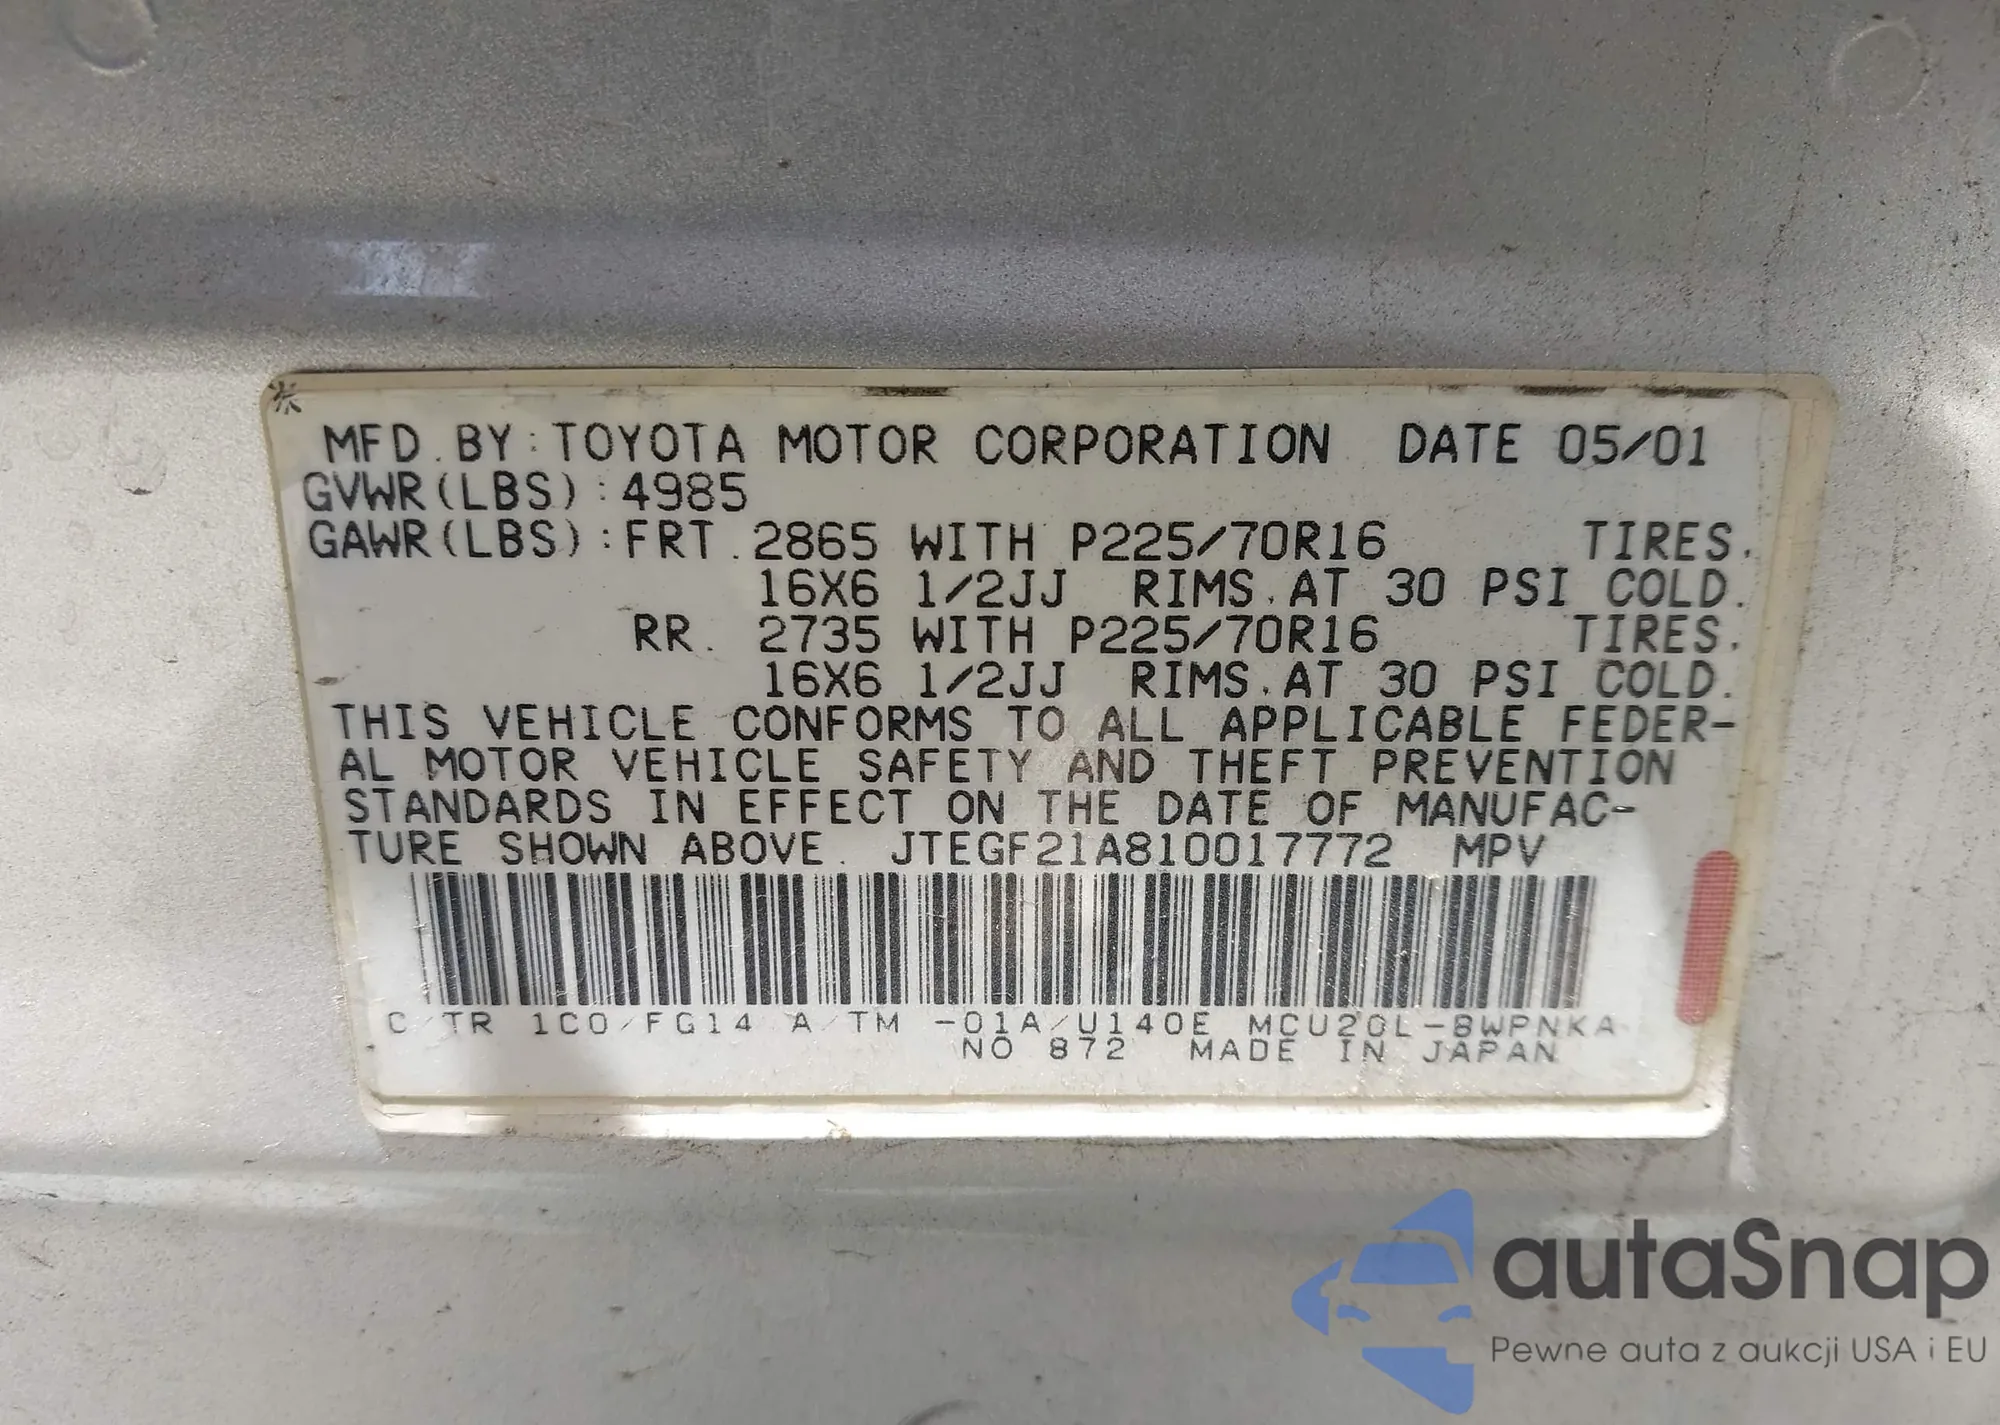 MFD. BY: TOYOTA MOTOR CORPORATION DATE 05/01
GVWR(LBS):4985
GAWR(LBS):FRT. 2865 WITH P225/70R16 TIRES.
16X6 1/2JJ RIMS. AT 30 PSI COLD.
RR. 2735 WITH P225/70R16 TIRES.
16X6 1/2JJ RIMS. AT 30 PSI COLD.
THIS VEHICLE CONFORMS TO ALL APPLICABLE FEDER-
AL MOTOR VEHICLE SAFETY AND THEFT PREVENTION
STANDARDS IN EFFECT ON THE DATE OF MANUFAC-
TURE SHOWN ABOVE. JTEGF21A810017772 MPV
C/TR 1C0/FG14 A/TM -01A/U140E MCU20L-BWPNKA
NO 872 MADE IN JAPAN
autaSnap
Pewne auta z aukcji USA i EU